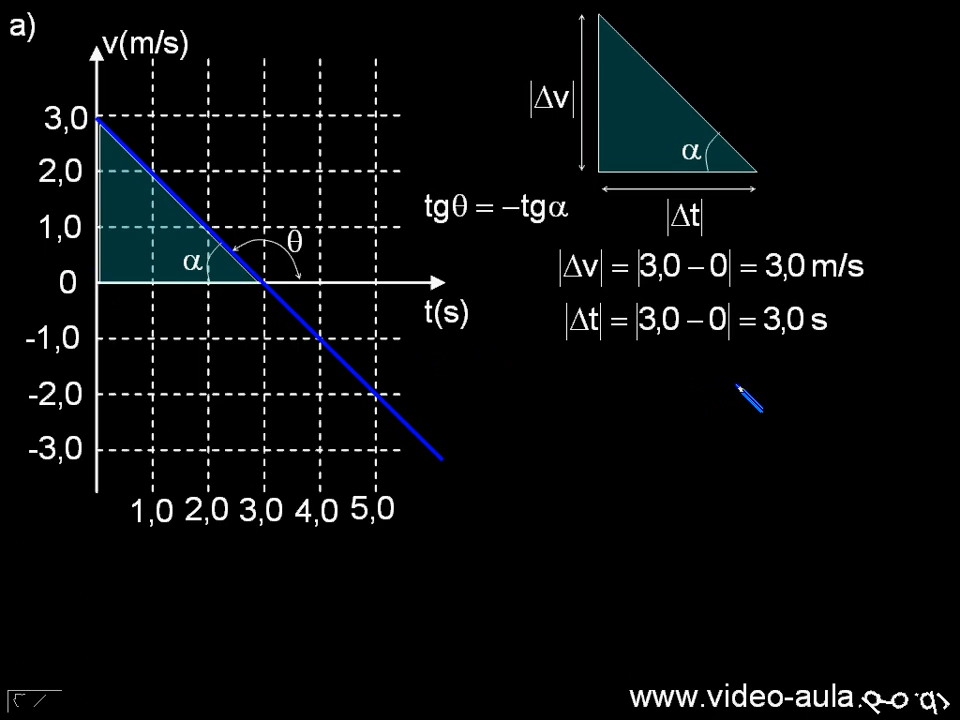 a)
v(m/s)
3,0
2,0
1,0
0
-1,0
-2,0
-3,0
1,0 2,0 3,0 4,0 5,0
t(s)
α
θ
|Δv|
α
|Δt|
tgθ = −tgα
|Δv| = |3,0 − 0| = 3,0 m/s
|Δt| = |3,0 − 0| = 3,0 s
www.video-aula.